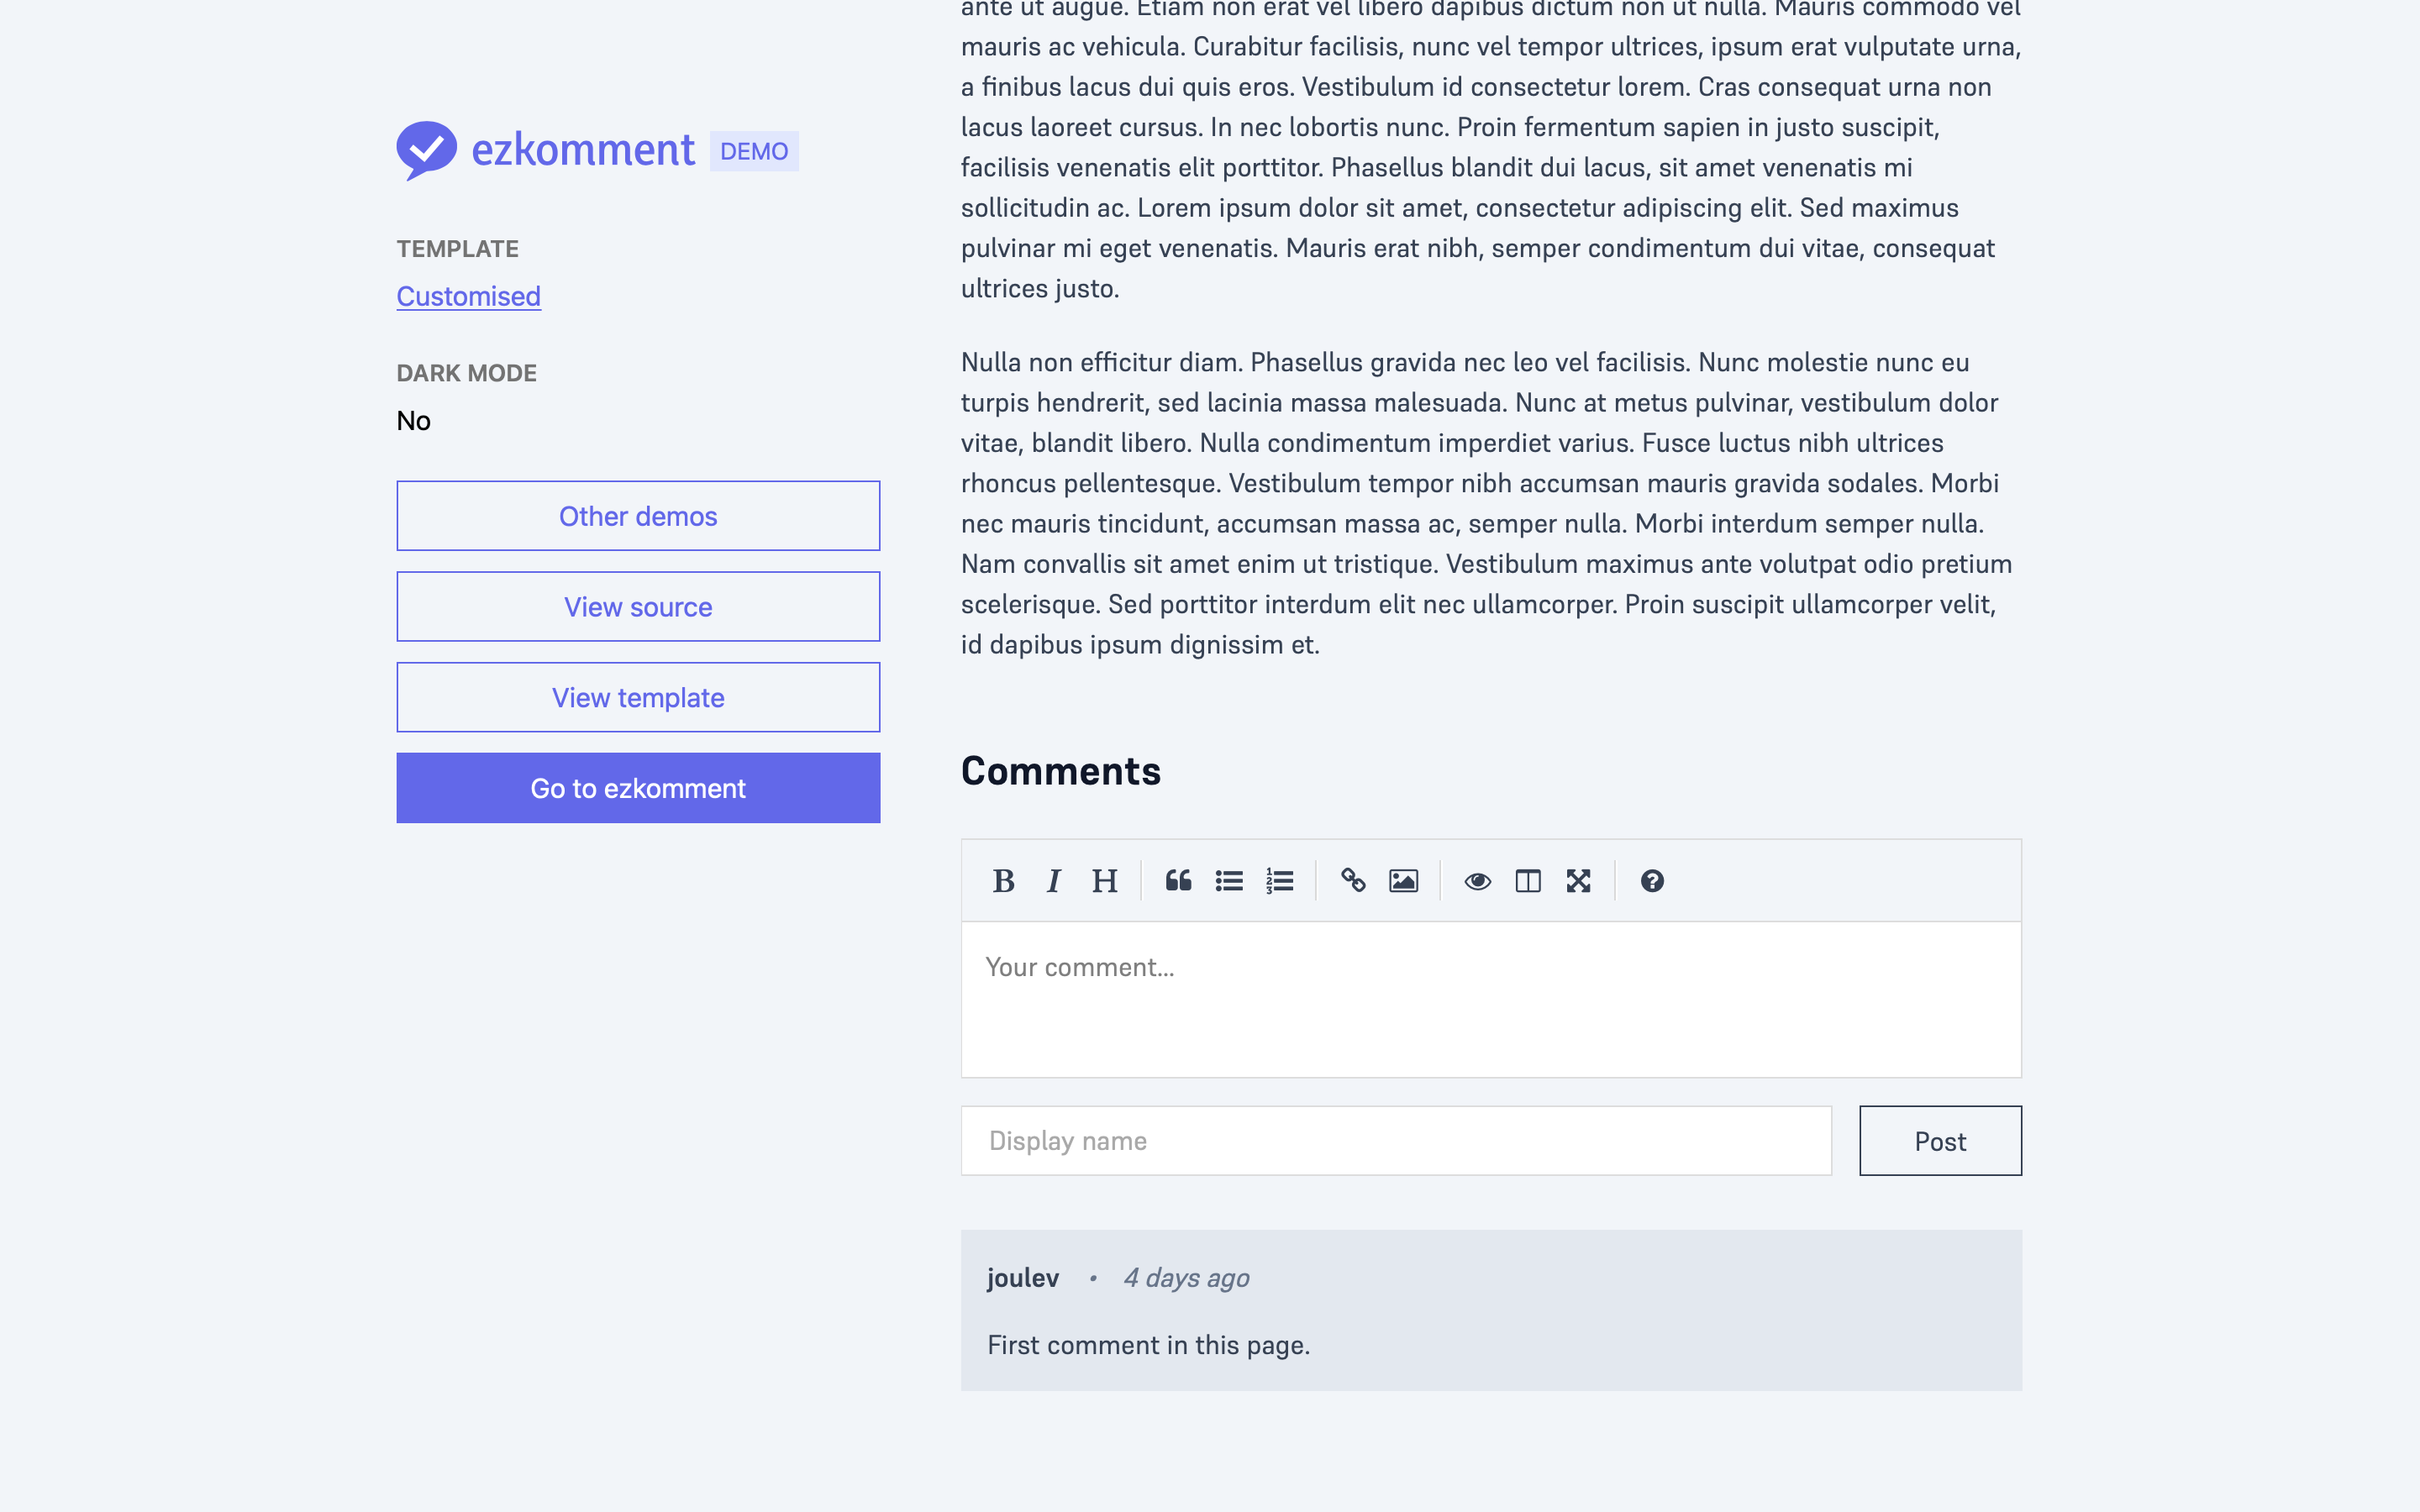 ezkomment DEMO
TEMPLATE
Customised
DARK MODE
No
Other demos
View source
View template
Go to ezkomment
ante ut augue. Etiam non erat vel libero dapibus dictum non ut nulla. Mauris commodo vel
mauris ac vehicula. Curabitur facilisis, nunc vel tempor ultrices, ipsum erat vulputate urna,
a finibus lacus dui quis eros. Vestibulum id consectetur lorem. Cras consequat urna non
lacus laoreet cursus. In nec lobortis nunc. Proin fermentum sapien in justo suscipit,
facilisis venenatis elit porttitor. Phasellus blandit dui lacus, sit amet venenatis mi
sollicitudin ac. Lorem ipsum dolor sit amet, consectetur adipiscing elit. Sed maximus
pulvinar mi eget venenatis. Mauris erat nibh, semper condimentum dui vitae, consequat
ultrices justo.
Nulla non efficitur diam. Phasellus gravida nec leo vel facilisis. Nunc molestie nunc eu
turpis hendrerit, sed lacinia massa malesuada. Nunc at metus pulvinar, vestibulum dolor
vitae, blandit libero. Nulla condimentum imperdiet varius. Fusce luctus nibh ultrices
rhoncus pellentesque. Vestibulum tempor nibh accumsan mauris gravida sodales. Morbi
nec mauris tincidunt, accumsan massa ac, semper nulla. Morbi interdum semper nulla.
Nam convallis sit amet enim ut tristique. Vestibulum maximus ante volutpat odio pretium
scelerisque. Sed porttitor interdum elit nec ullamcorper. Proin suscipit ullamcorper velit,
id dapibus ipsum dignissim et.
Comments
B I H
Your comment...
Display name
Post
joulev • 4 days ago
First comment in this page.